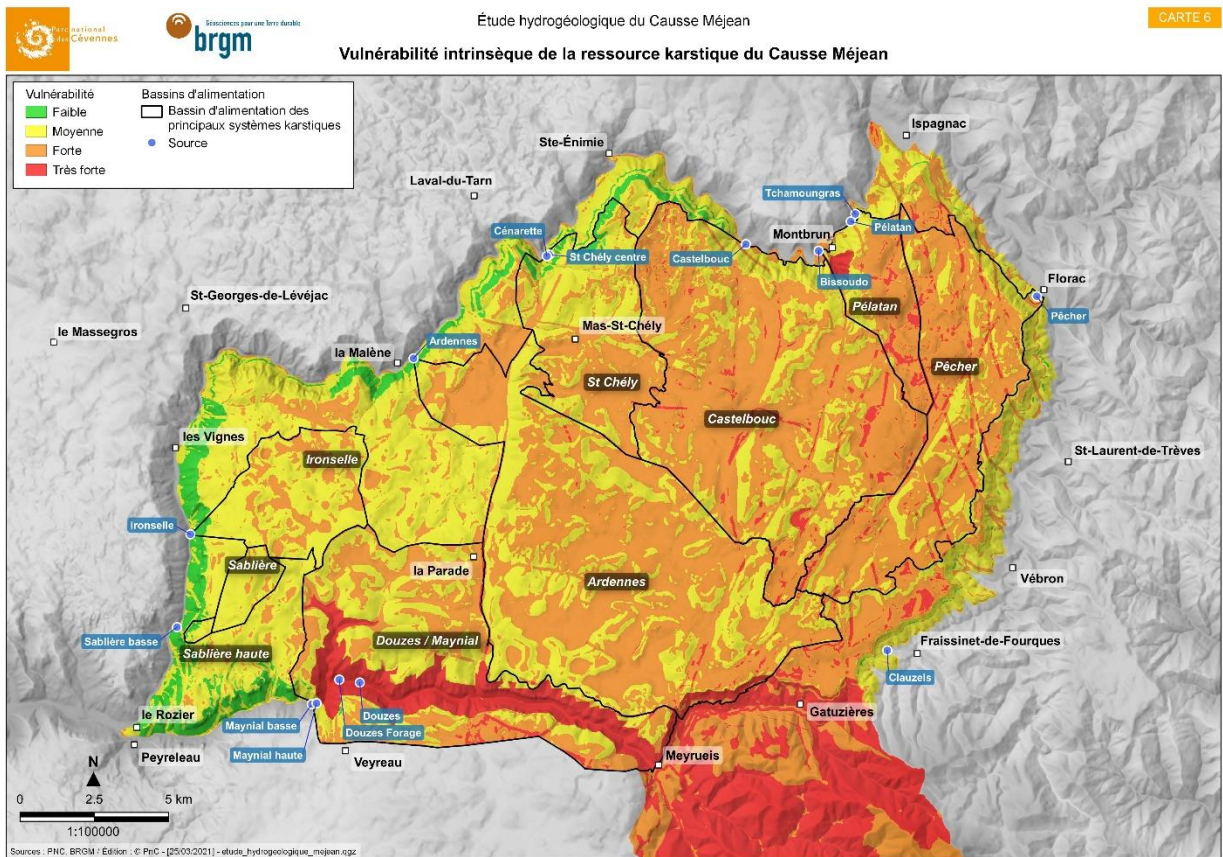 Parc national
des Cévennes
Géosciences pour une Terre durable
brgm
Étude hydrogéologique du Causse Méjean
CARTE 6
Vulnérabilité intrinsèque de la ressource karstique du Causse Méjean
Vulnérabilité
Faible
Moyenne
Forte
Très forte
Bassins d'alimentation
Bassin d'alimentation des
principaux systèmes karstiques
Source
Ispagnac
Ste-Énimie
Laval-du-Tarn
Tchamoungras
Cénarette
Montbrun
Pélatan
St Chély centre
Castelbouc
Bissoudo
Florac
St-Georges-de-Lévéjac
Pélatan
Pêcher
le Massegros
Mas-St-Chély
Ardennes
la Malène
Pêcher
St Chély
Castelbouc
les Vignes
Ironselle
St-Laurent-de-Trèves
Ironselle
Sablière
la Parade
Vébron
Ardennes
Sablière basse
Douzes / Maynial
Fraissinet-de-Fourques
Sablière haute
Clauzels
le Rozier
Maynial basse
Douzes
Gatuzières
Douzes Forage
Peyreleau
Maynial haute
Veyreau
Meyrueis
N
0 2.5 5 km
1:100000
Sources : PNC, BRGM / Édition : © PnC - [25/03/2021] - etude_hydrogeologique_mejean.qgz